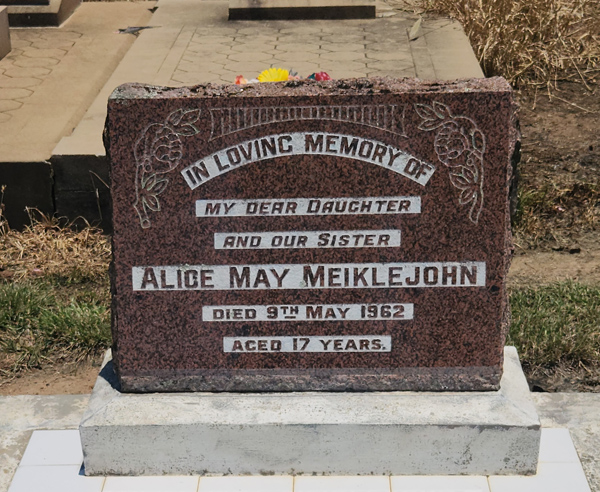 IN LOVING MEMORY OF
MY DEAR DAUGHTER
AND OUR SISTER
ALICE MAY MEIKLEJOHN
DIED 9TH MAY 1962
AGED 17 YEARS.